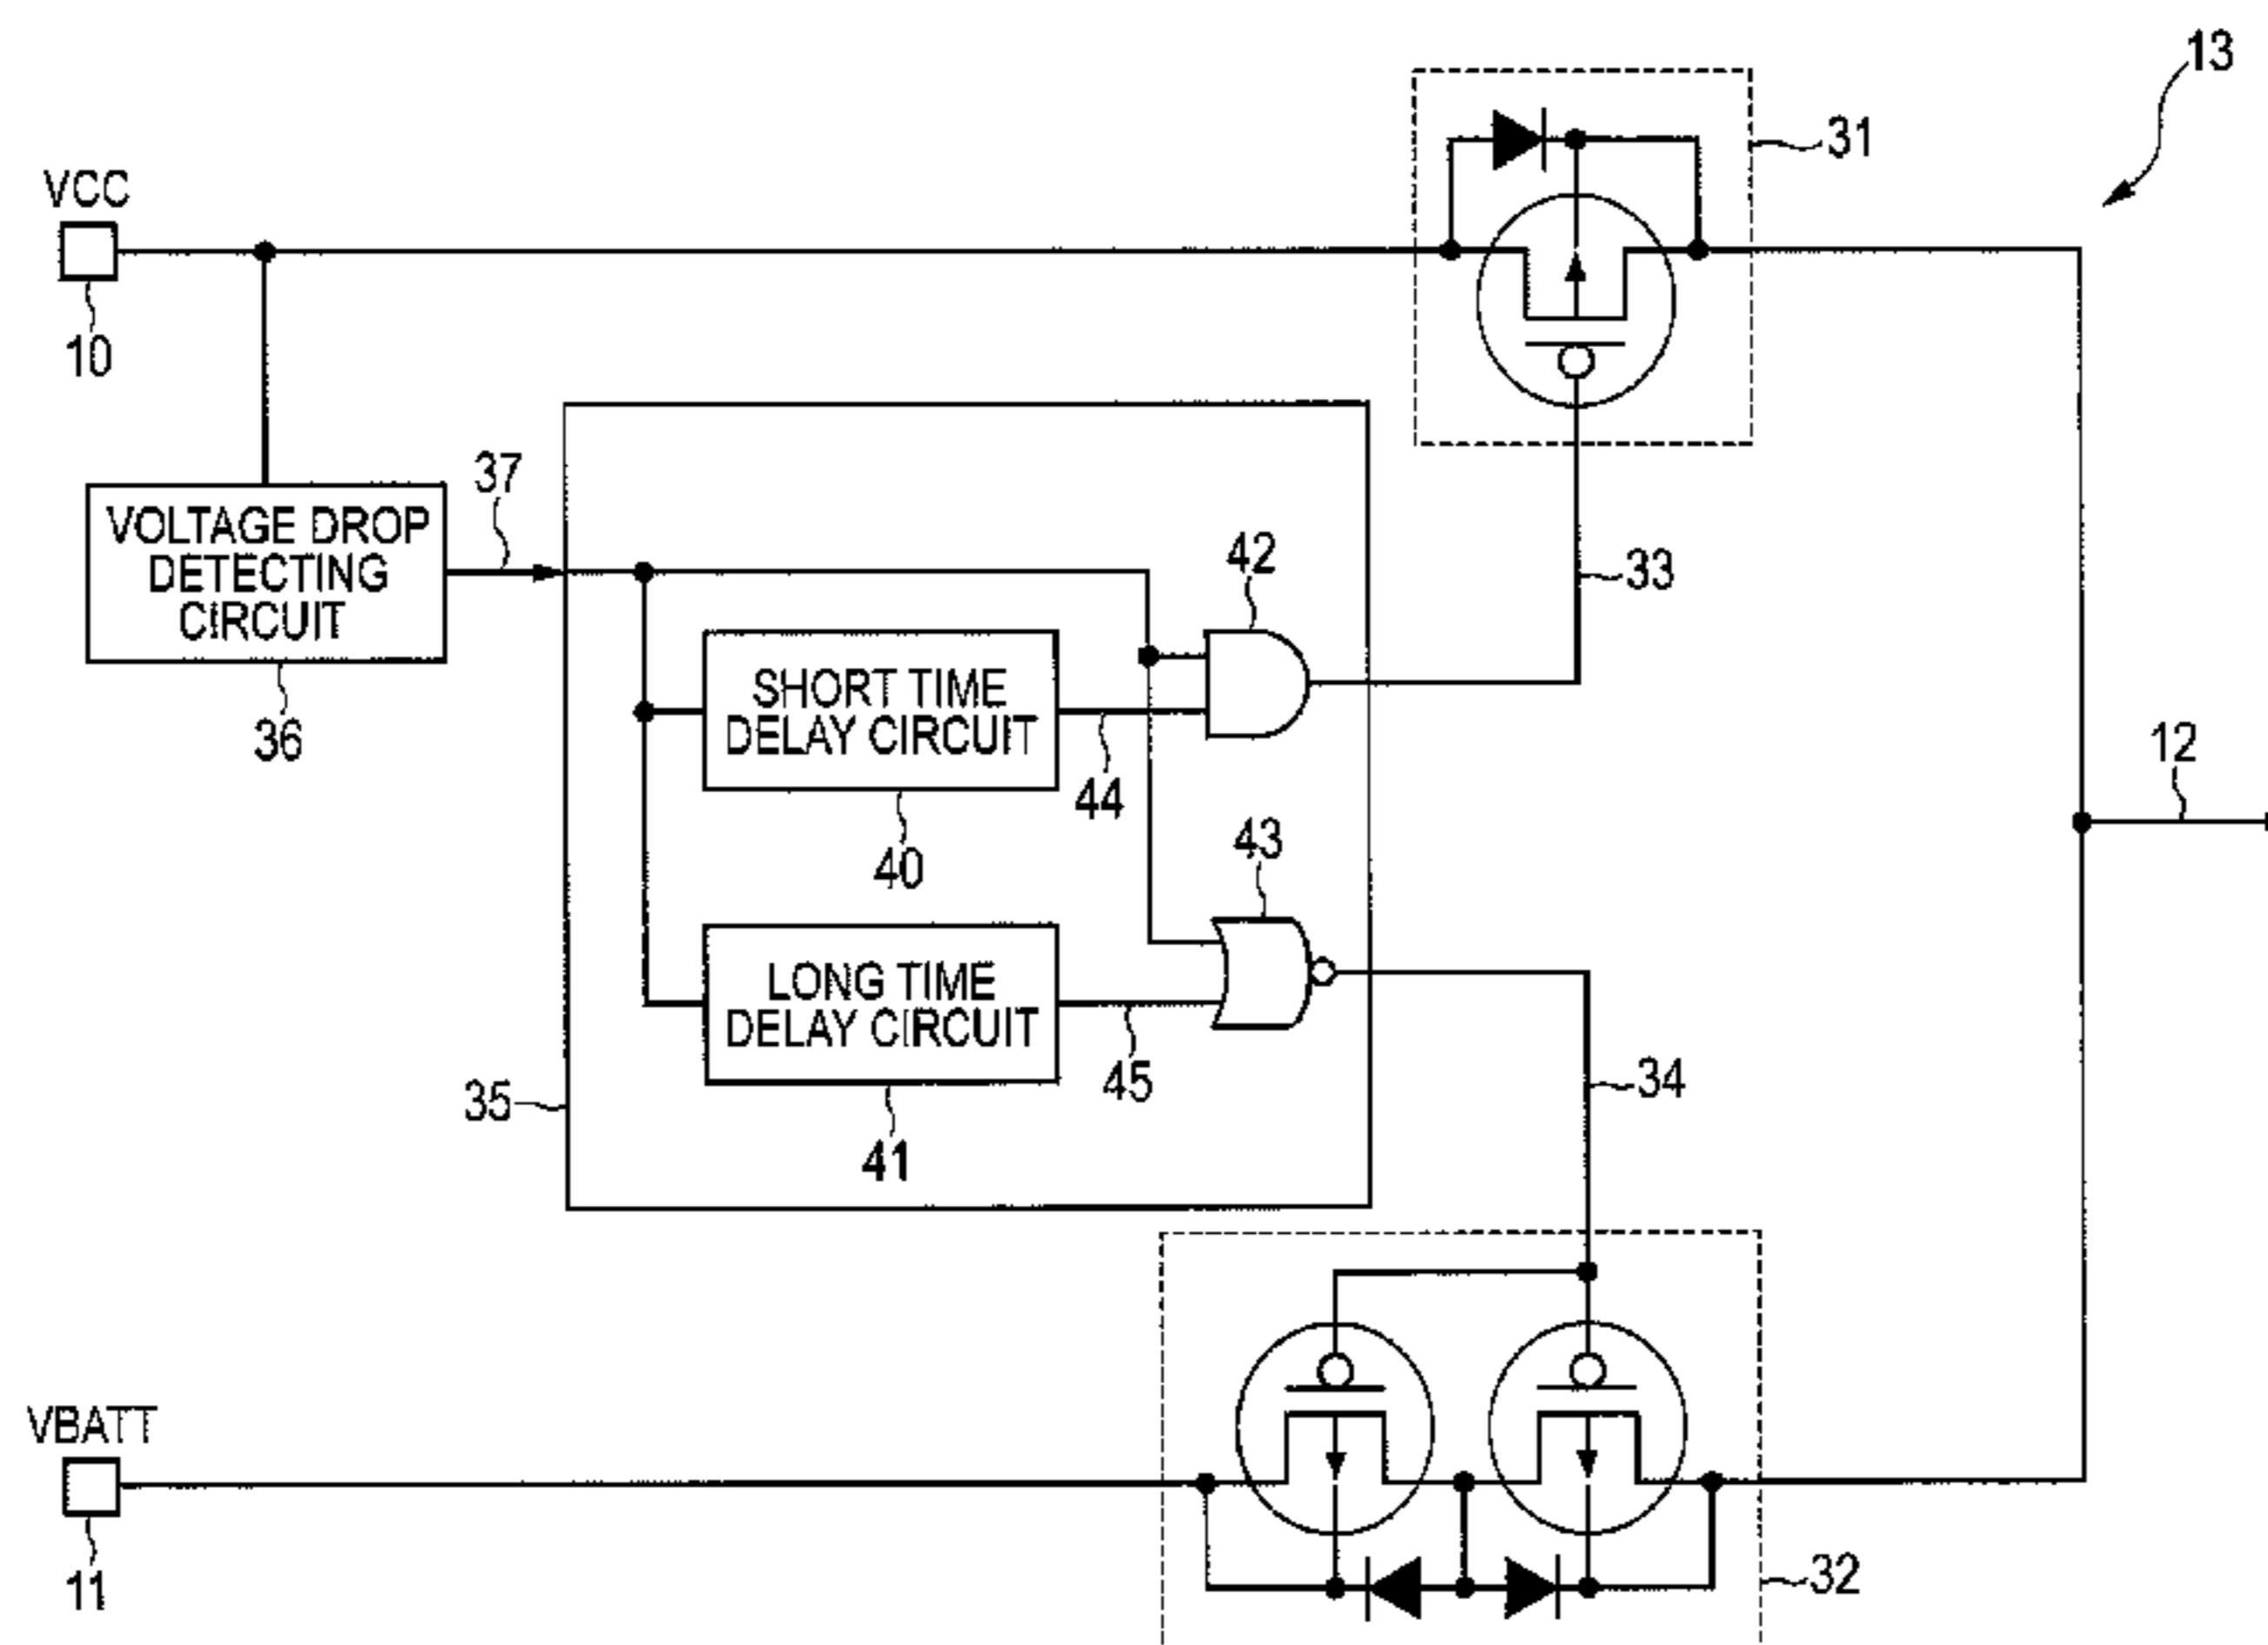 13
31
VCC
10
37
VOLTAGE DROP
DETECTING
CIRCUIT
36
42
33
SHORT TIME
DELAY CIRCUIT
44
40
12
43
LONG TIME
DELAY CIRCUIT
45
41
35
34
VBATT
11
32